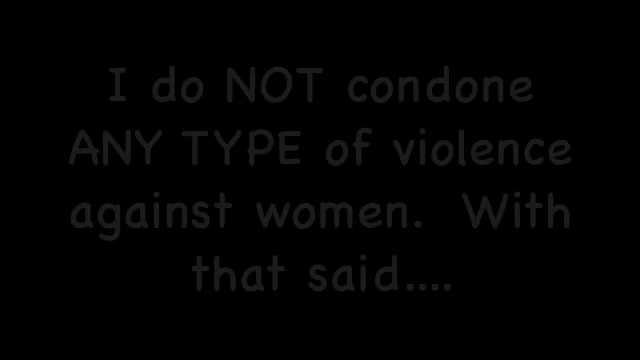 I do NOT condone
ANY TYPE of violence
against women.  With
that said....